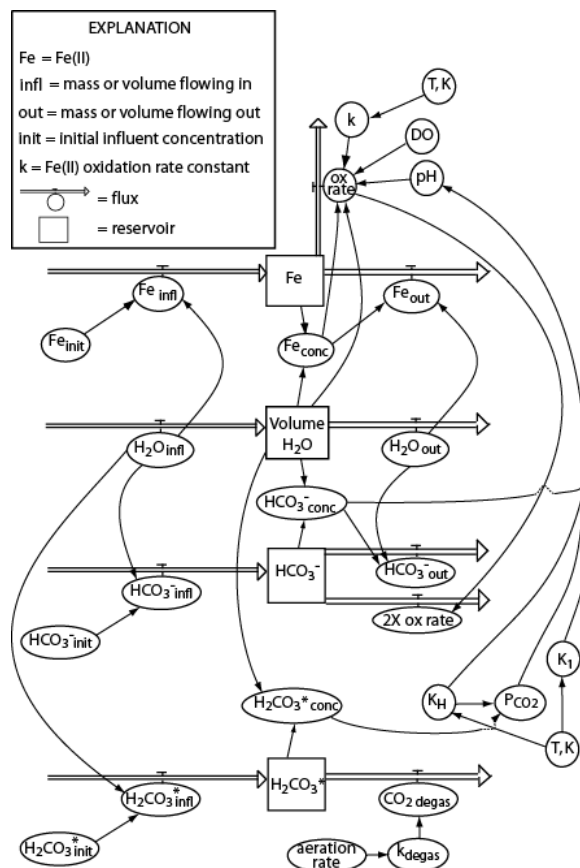 EXPLANATION
Fe = Fe(II)
infl = mass or volume flowing in
out = mass or volume flowing out
init = initial influent concentration
k = Fe(II) oxidation rate constant
= flux
= reservoir
T, K
k
DO
ox
rate
pH
Fe infl
Fe
Fe out
Fe init
Fe conc
Volume
H₂O
H₂O infl
H₂O out
HCO₃⁻ conc
HCO₃⁻ infl
HCO₃⁻
HCO₃⁻ out
2X ox rate
HCO₃⁻ init
K₁
H₂CO₃* conc
K_H
P_CO2
T, K
H₂CO₃* infl
H₂CO₃*
CO₂ degas
H₂CO₃* init
aeration
rate
k degas